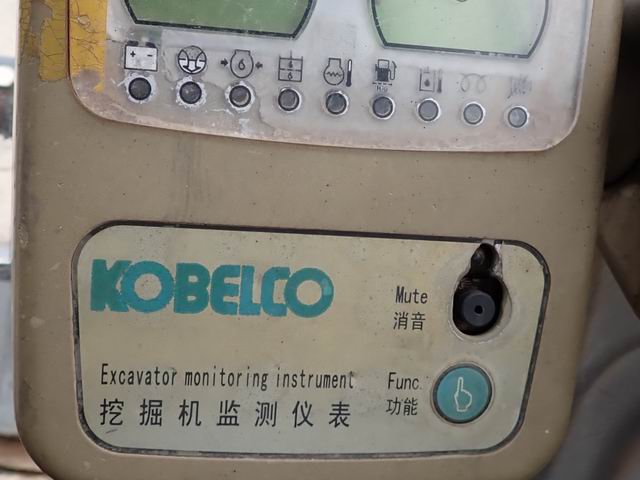 KOBELCO
Mute
消音
Excavator monitoring instrument
Func.
功能
挖掘机监测仪表